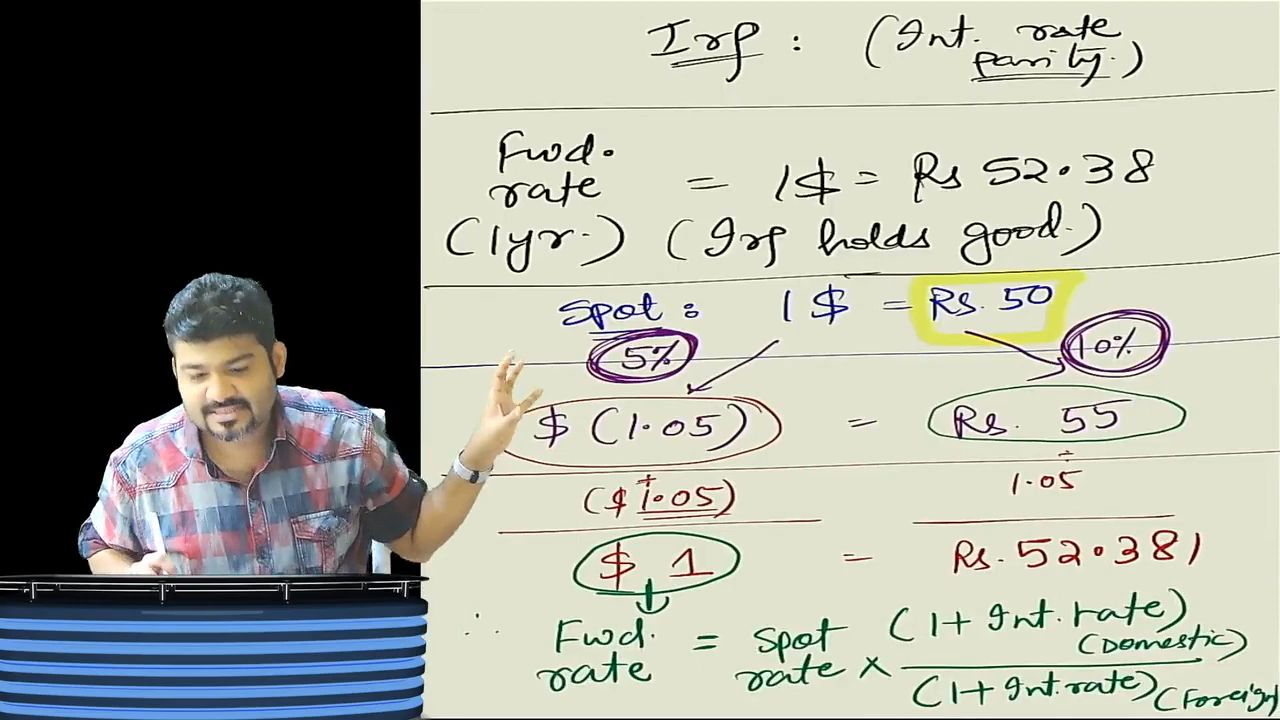 Irp : (Int. rate
parity.)
Fwd.
rate = 1$ = Rs 52.38
(1yr.) (Irp holds good.)
Spot: 1 $ = Rs. 50
5% 10%
$ (1.05) = Rs. 55
÷ ÷
($ 1.05) 1.05
$ 1 = Rs. 52.381
∴ Fwd. rate = Spot rate × (1+ Int. rate) (Domestic)
(1+ Int. rate) (Foreign)